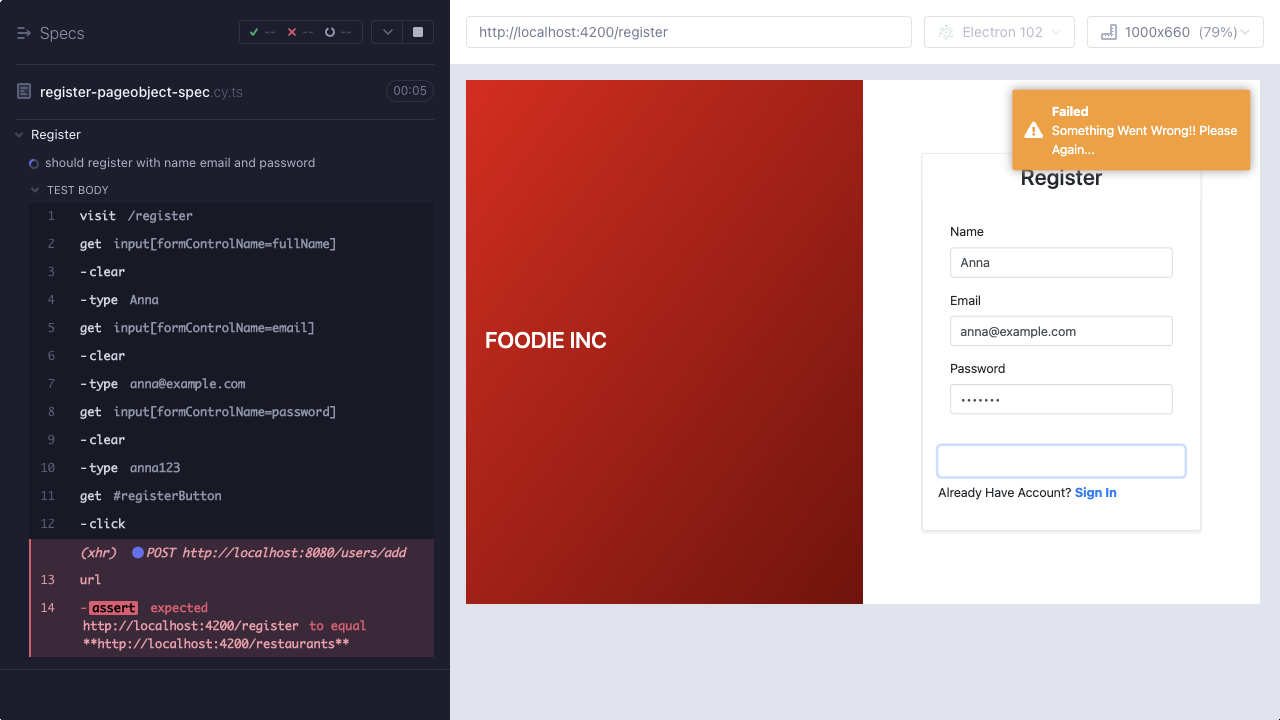 Specs
-- -- --
register-pageobject-spec.cy.ts 00:05
Register
should register with name email and password
TEST BODY
1 visit /register
2 get input[formControlName=fullName]
3 -clear
4 -type Anna
5 get input[formControlName=email]
6 -clear
7 -type anna@example.com
8 get input[formControlName=password]
9 -clear
10 -type anna123
11 get #registerButton
12 -click
(xhr) POST http://localhost:8080/users/add
13 url
14 -assert expected
http://localhost:4200/register to equal
**http://localhost:4200/restaurants**
http://localhost:4200/register Electron 102 1000x660 (79%)
FOODIE INC
Failed
Something Went Wrong!! Please
Again...
Register
Name
Anna
Email
anna@example.com
Password
•••••••
Already Have Account? Sign In